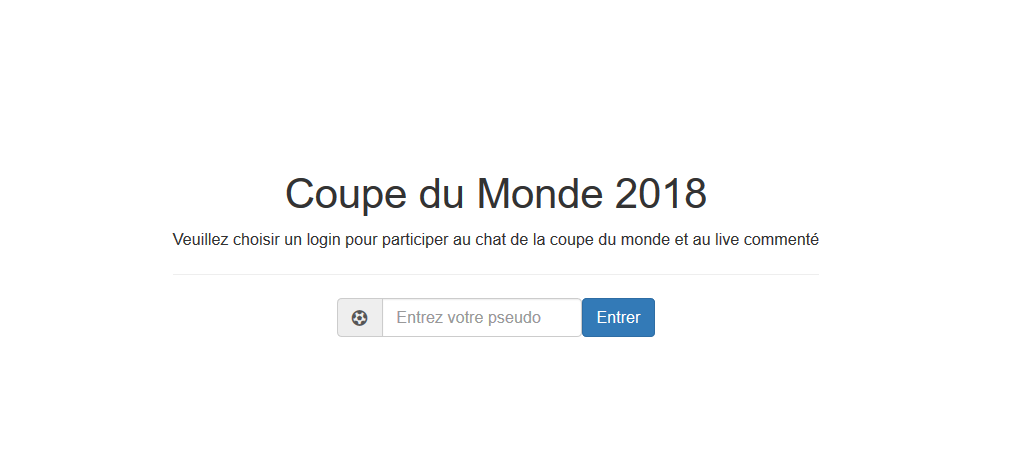 Coupe du Monde 2018
Veuillez choisir un login pour participer au chat de la coupe du monde et au live commenté
Entrez votre pseudo
Entrer